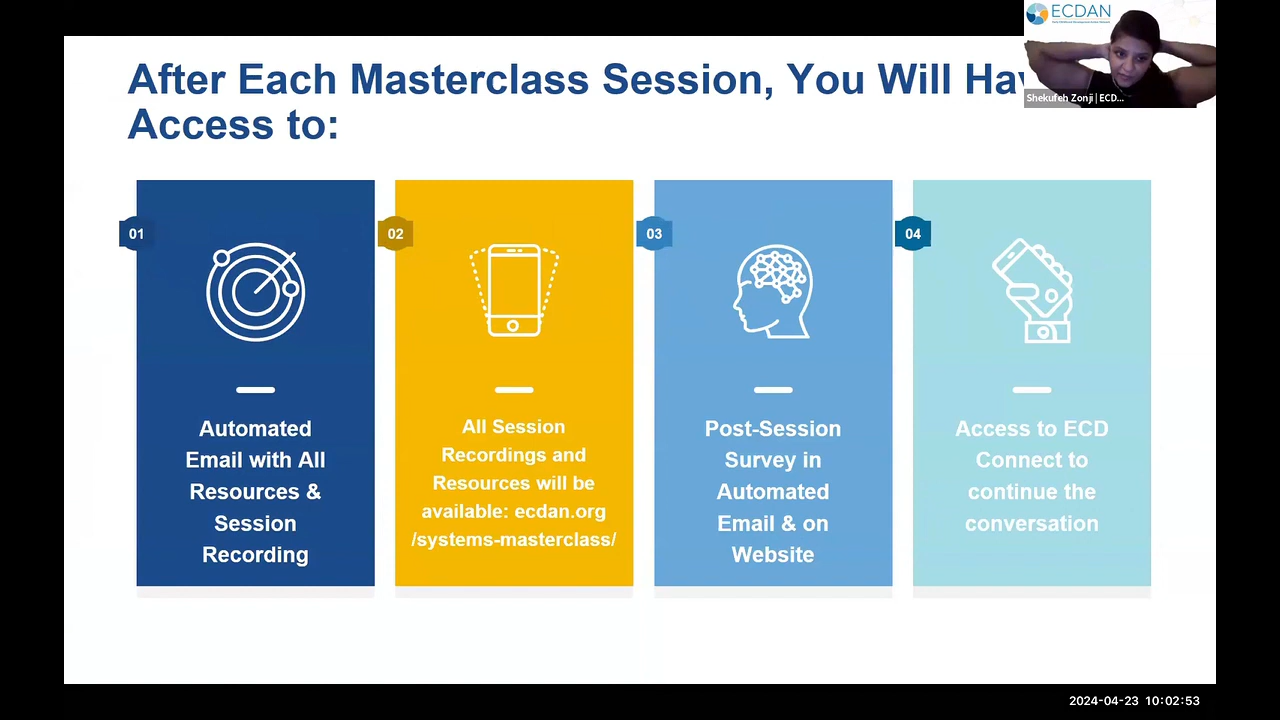 ECDAN
After Each Masterclass Session, You Will Hav
Access to:
Shekufeh Zonji | ECD...
01
Automated
Email with All
Resources &
Session
Recording
02
All Session
Recordings and
Resources will be
available: ecdan.org
/systems-masterclass/
03
Post-Session
Survey in
Automated
Email & on
Website
04
Access to ECD
Connect to
continue the
conversation
2024-04-23 10:02:53